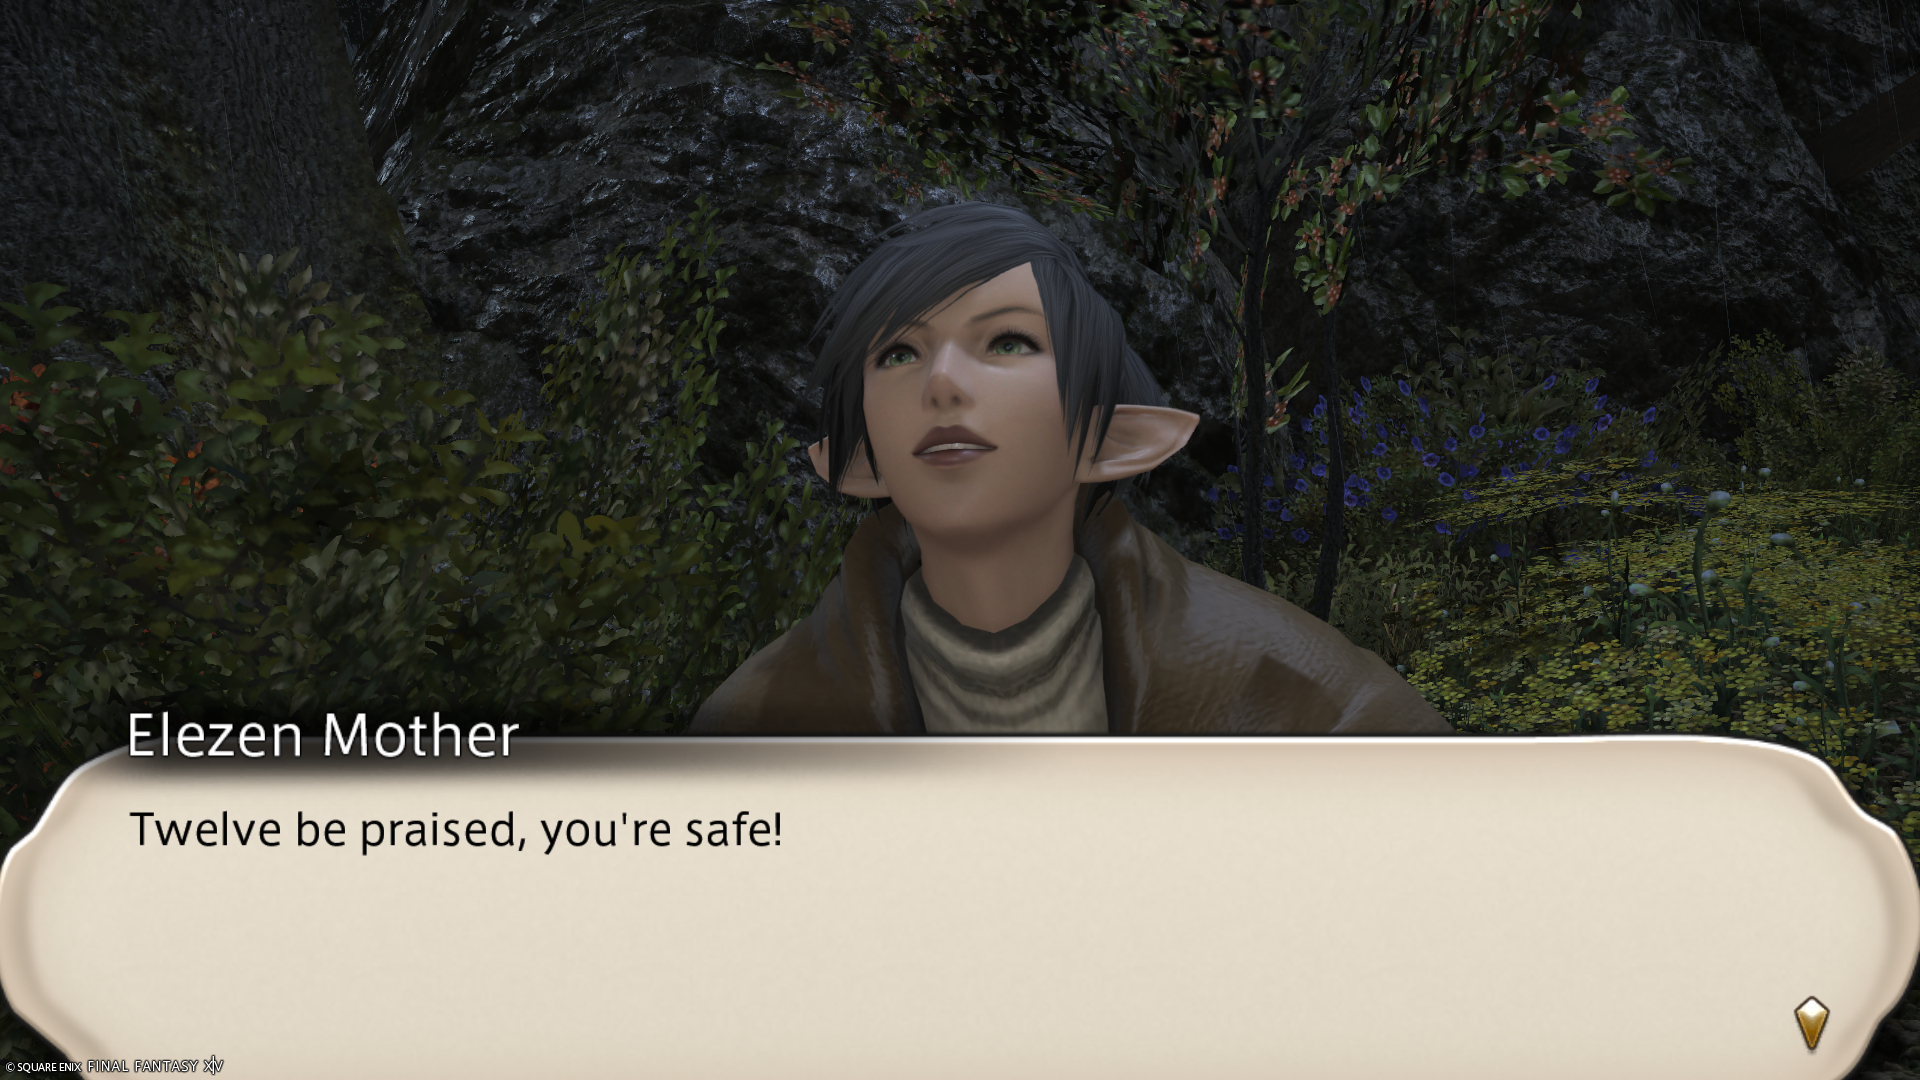 Elezen Mother
Twelve be praised, you're safe!
© SQUARE ENIX FINAL FANTASY XIV